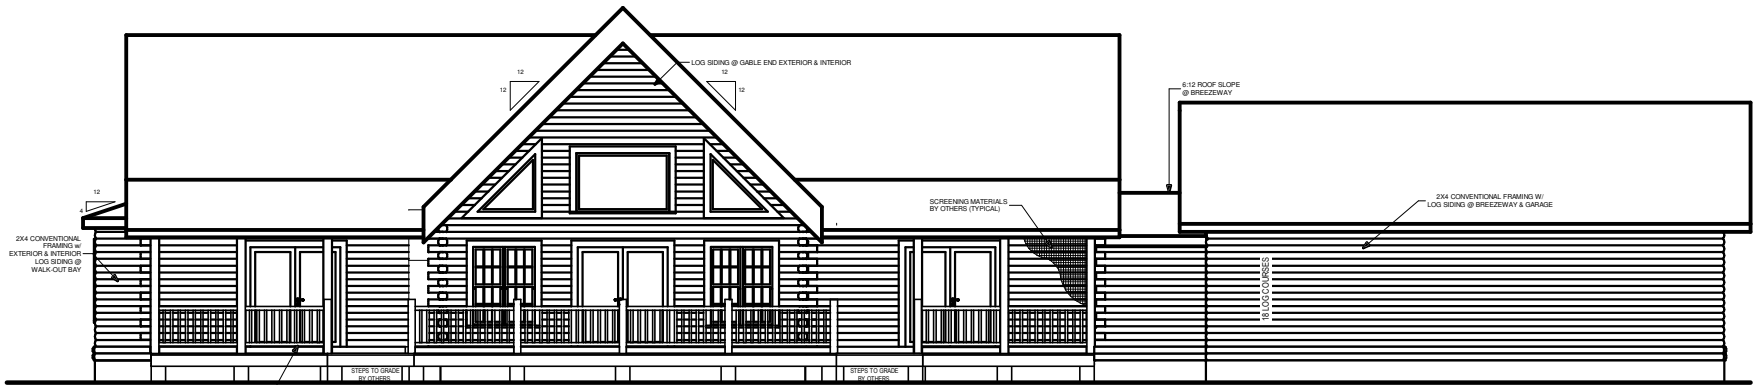 LOG SIDING @ GABLE END EXTERIOR & INTERIOR
12
12
12
12
6:12 ROOF SLOPE
@ BREEZEWAY
12
4
2X4 CONVENTIONAL
FRAMING w/
EXTERIOR & INTERIOR
LOG SIDING @
WALK-OUT BAY
SCREENING MATERIALS
BY OTHERS (TYPICAL)
2X4 CONVENTIONAL FRAMING W/
LOG SIDING @ BREEZEWAY & GARAGE
18 LOG COURSES
STEPS TO GRADE
BY OTHERS
STEPS TO GRADE
BY OTHERS